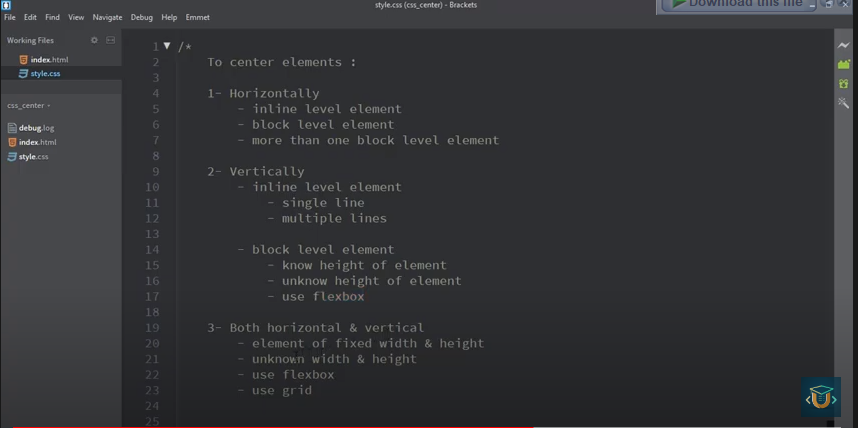 style.css (css_center) - Brackets
Download this file
File Edit Find View Navigate Debug Help Emmet
Working Files
index.html
style.css
css_center
debug.log
index.html
style.css
1 /*
2 To center elements :
3
4 1- Horizontally
5 - inline level element
6 - block level element
7 - more than one block level element
8
9 2- Vertically
10 - inline level element
11 - single line
12 - multiple lines
13
14 - block level element
15 - know height of element
16 - unknow height of element
17 - use flexbox
18
19 3- Both horizontal & vertical
20 - element of fixed width & height
21 - unknown width & height
22 - use flexbox
23 - use grid
24
25